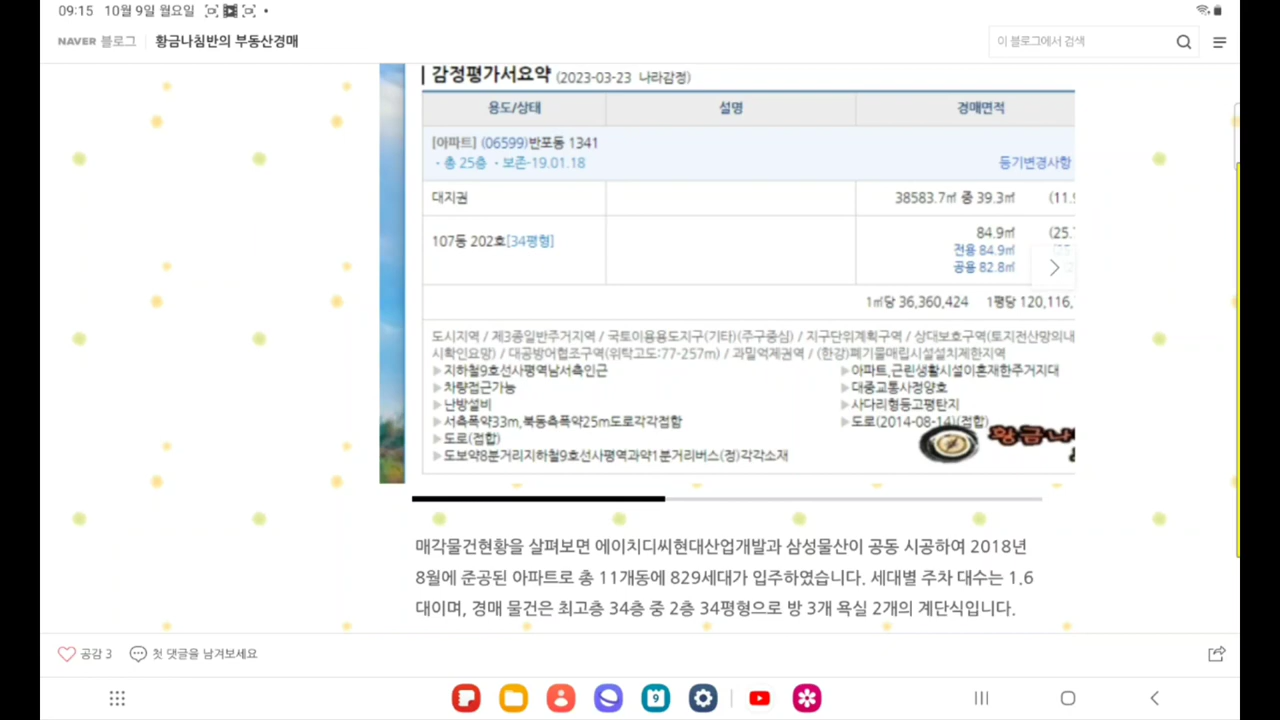 09:15 10월 9일 월요일
NAVER 블로그 황금나침반의 부동산경매
이 블로그에서 검색
감정평가서요약 (2023-03-23 나라감정)
용도/상태 설명 경매면적
[아파트] (06599)반포동 1341
· 총 25층 · 보존-19.01.18 등기변경사항
대지권 38583.7㎡ 중 39.3㎡ (11.9
84.9㎡ (25.
107동 202호[34평형]
전용 84.9㎡
공용 82.8㎡
1㎡당 36,360,424 1평당 120,116,
도시지역 / 제3종일반주거지역 / 국토이용용도지구(기타)(주구중심) / 지구단위계획구역 / 상대보호구역(토지전산망의내
시확인요망) / 대공방어협조구역(위탁고도:77-257m) / 과밀억제권역 / (한강)폐기물매립시설설치제한지역
▶지하철9호선사평역남서측인근 ▶아파트,근린생활시설이혼재한주거지대
▶차량접근가능 ▶대중교통사정양호
▶난방설비 ▶사다리형등고평탄지
▶서측폭약33m,북동측폭약25m도로각각접함 ▶도로(2014-08-14)(접합)
▶도로(접합)
▶도보약8분거리지하철9호선사평역과약1분거리버스(정)각각소재
황금나
매각물건현황을 살펴보면 에이치디씨현대산업개발과 삼성물산이 공동 시공하여 2018년
8월에 준공된 아파트로 총 11개동에 829세대가 입주하였습니다. 세대별 주차 대수는 1.6
대이며, 경매 물건은 최고층 34층 중 2층 34평형으로 방 3개 욕실 2개의 계단식입니다.
공감 3 첫 댓글을 남겨보세요
9